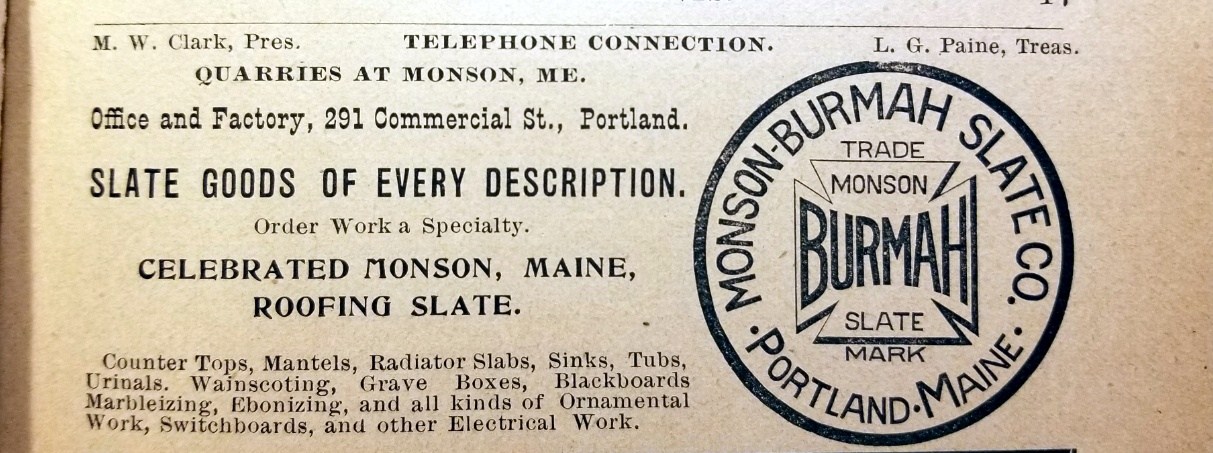 M. W. Clark, Pres. TELEPHONE CONNECTION. L. G. Paine, Treas.
QUARRIES AT MONSON, ME.
Office and Factory, 291 Commercial St., Portland.
SLATE GOODS OF EVERY DESCRIPTION.
Order Work a Specialty.
CELEBRATED MONSON, MAINE,
ROOFING SLATE.
Counter Tops, Mantels, Radiator Slabs, Sinks, Tubs,
Urinals. Wainscoting, Grave Boxes, Blackboards
Marbleizing, Ebonizing, and all kinds of Ornamental
Work, Switchboards, and other Electrical Work.
MONSON-BURMAH SLATE CO.
TRADE
MONSON
BURMAH
SLATE
MARK
· PORTLAND · MAINE ·